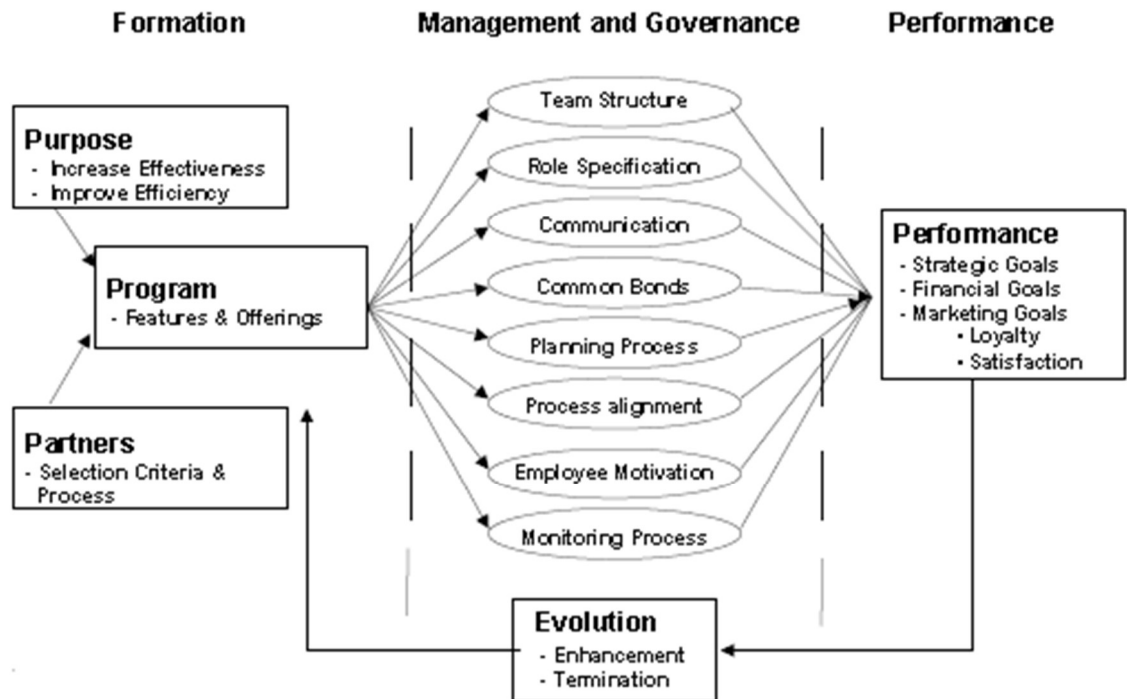 Formation
Management and Governance
Performance
Purpose
- Increase Effectiveness
- Improve Efficiency
Program
- Features & Offerings
Partners
- Selection Criteria &
Process
Team Structure
Role Specification
Communication
Common Bonds
Planning Process
Process alignment
Employee Motivation
Monitoring Process
Performance
- Strategic Goals
- Financial Goals
- Marketing Goals
• Loyalty
• Satisfaction
Evolution
- Enhancement
- Termination